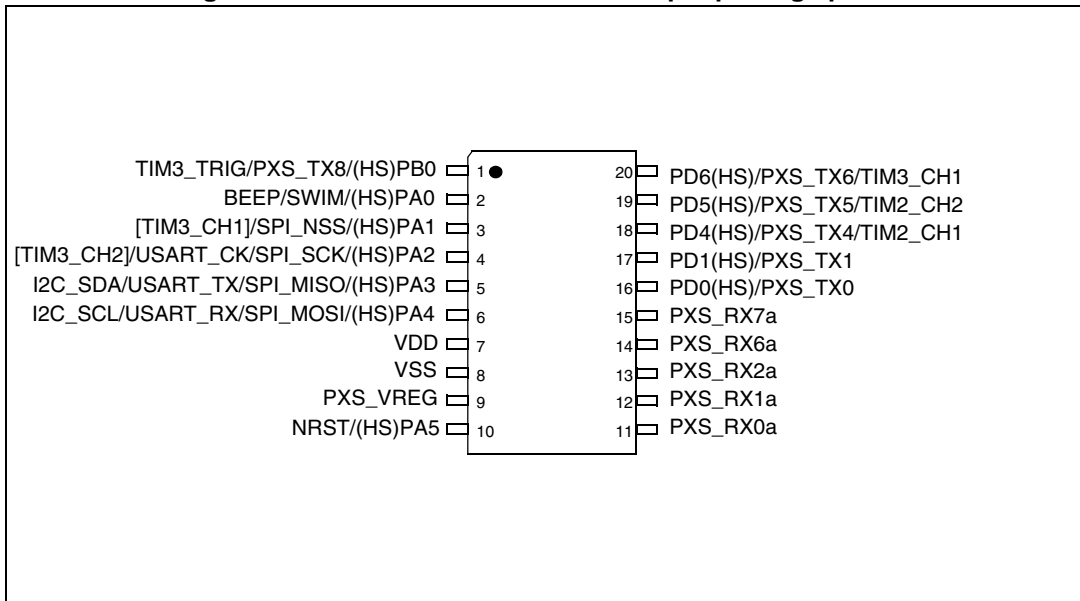 TIM3_TRIG/PXS_TX8/(HS)PB0 1 20 PD6(HS)/PXS_TX6/TIM3_CH1
BEEP/SWIM/(HS)PA0 2 19 PD5(HS)/PXS_TX5/TIM2_CH2
[TIM3_CH1]/SPI_NSS/(HS)PA1 3 18 PD4(HS)/PXS_TX4/TIM2_CH1
[TIM3_CH2]/USART_CK/SPI_SCK/(HS)PA2 4 17 PD1(HS)/PXS_TX1
I2C_SDA/USART_TX/SPI_MISO/(HS)PA3 5 16 PD0(HS)/PXS_TX0
I2C_SCL/USART_RX/SPI_MOSI/(HS)PA4 6 15 PXS_RX7a
VDD 7 14 PXS_RX6a
VSS 8 13 PXS_RX2a
PXS_VREG 9 12 PXS_RX1a
NRST/(HS)PA5 10 11 PXS_RX0a